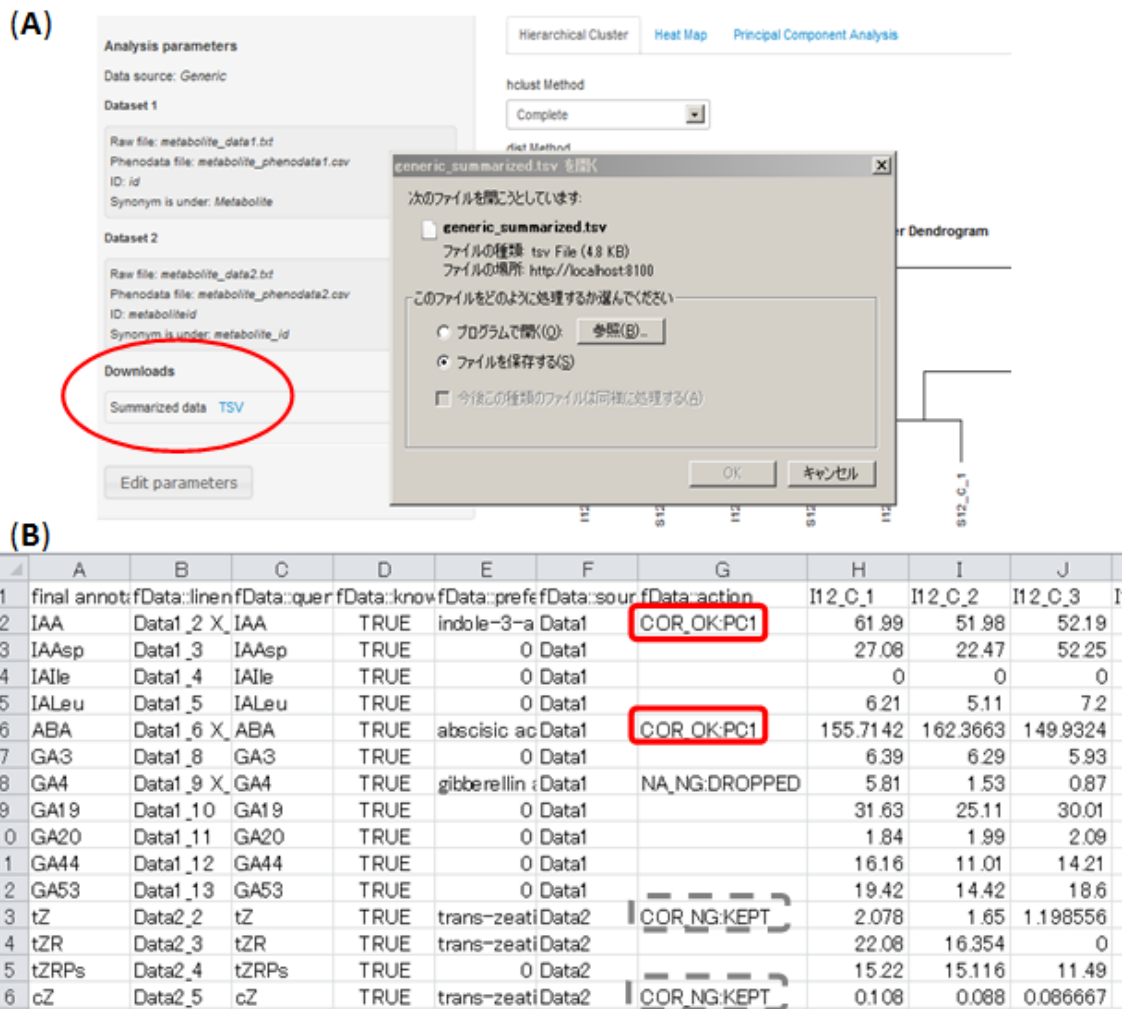 (A)
Analysis parameters
Data source: Generic
Dataset 1
Raw file: metabolite_data1.txt
Phenodata file: metabolite_phenodata1.csv
ID: id
Synonym is under: Metabolite
Dataset 2
Raw file: metabolite_data2.txt
Phenodata file: metabolite_phenodata2.csv
ID: metaboliteid
Synonym is under: metabolite_id
Downloads
Summarized data TSV
Edit parameters
Hierarchical Cluster Heat Map Principal Component Analysis
hclust Method
Complete
dist Method
generic_summarized.tsv を開く
次のファイルを開こうとしています:
generic_summarized.tsv
ファイルの種類: tsv File (4.8 KB)
ファイルの場所: http://localhost:8100
このファイルをどのように処理するか選んでください
プログラムで開く(O): 参照(B)...
ファイルを保存する(S)
今後この種類のファイルは同様に処理する(A)
OK キャンセル
er Dendrogram
I12 S12 I12 S12 I12 S12_C_1
(B)
A B C D E F G H I J
1 final annota fData::linen fData::quer fData::know fData::prefe fData::sour fData::action I12_C_1 I12_C_2 I12_C_3 I
2 IAA Data1_2 X_ IAA TRUE indole-3-a Data1 COR_OK:PC1 61.99 51.98 52.19
3 IAAsp Data1_3 IAAsp TRUE 0 Data1 27.08 22.47 52.25
4 IAIle Data1_4 IAIle TRUE 0 Data1 0 0 0
5 IALeu Data1_5 IALeu TRUE 0 Data1 6.21 5.11 7.2
6 ABA Data1_6 X_ ABA TRUE abscisic ac Data1 COR_OK:PC1 155.7142 162.3663 149.9324
7 GA3 Data1_8 GA3 TRUE 0 Data1 6.39 6.29 5.93
8 GA4 Data1_9 X_ GA4 TRUE gibberellin a Data1 NA_NG:DROPPED 5.81 1.53 0.87
9 GA19 Data1_10 GA19 TRUE 0 Data1 31.63 25.11 30.01
0 GA20 Data1_11 GA20 TRUE 0 Data1 1.84 1.99 2.09
1 GA44 Data1_12 GA44 TRUE 0 Data1 16.16 11.01 14.21
2 GA53 Data1_13 GA53 TRUE 0 Data1 19.42 14.42 18.6
3 tZ Data2_2 tZ TRUE trans-zeati Data2 COR_NG:KEPT 2.078 1.65 1.198556
4 tZR Data2_3 tZR TRUE trans-zeati Data2 22.08 16.354 0
5 tZRPs Data2_4 tZRPs TRUE 0 Data2 15.22 15.116 11.49
6 cZ Data2_5 cZ TRUE trans-zeati Data2 COR_NG:KEPT 0.108 0.088 0.086667